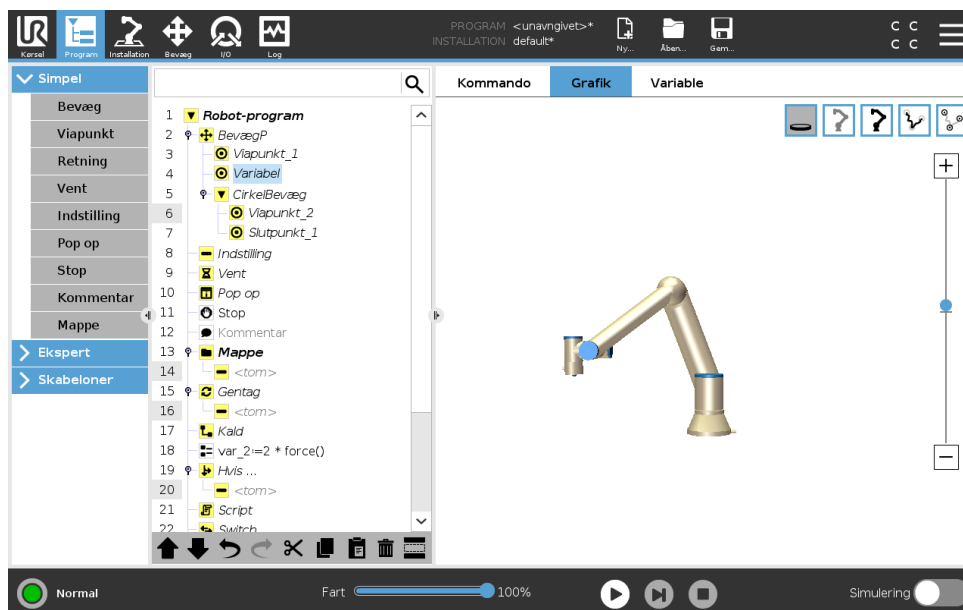 PROGRAM <unavngivet>*
INSTALLATION default*
C C
C C
Kørsel Program Installation Bevæg I/O Log Ny... Åben... Gem...
Simpel
Bevæg
Viapunkt
Retning
Vent
Indstilling
Pop op
Stop
Kommentar
Mappe
Ekspert
Skabeloner
1 Robot-program
2 BevægP
3 Viapunkt_1
4 Variabel
5 CirkelBevæg
6 Viapunkt_2
7 Slutpunkt_1
8 Indstilling
9 Vent
10 Pop op
11 Stop
12 Kommentar
13 Mappe
14 <tom>
15 Gentag
16 <tom>
17 Kald
18 var_2:=2 * force()
19 Hvis ...
20 <tom>
21 Script
22 Switch
Kommando Grafik Variable
Normal Fart 100% Simulering